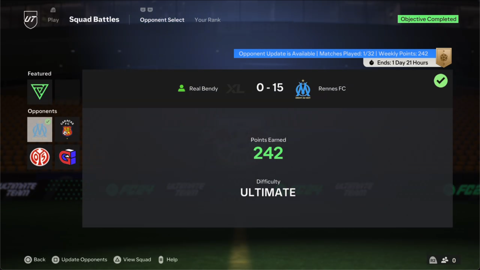 UT
Play
Squad Battles
Opponent Select
Your Rank
Objective Completed
Opponent Update is Available | Matches Played: 1/32 | Weekly Points: 242
Ends: 1 Day 21 Hours
Featured
Real Bendy
XL
0 - 15
Rennes FC
Opponents
Points Earned
242
Difficulty
ULTIMATE
Back
Update Opponents
View Squad
Help
0